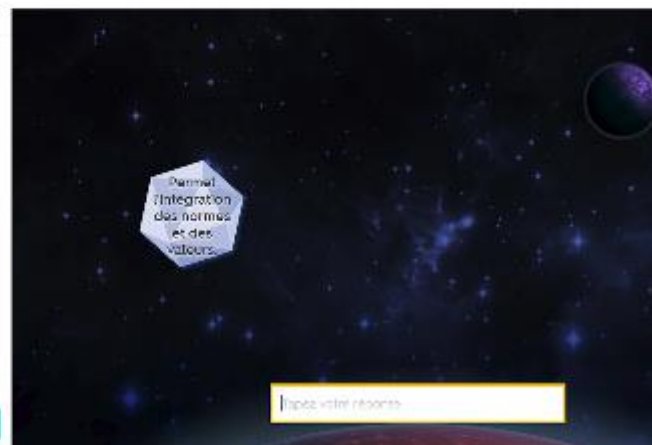 Permet
l'intégration
des normes
et des
valeurs.
Tapez votre réponse